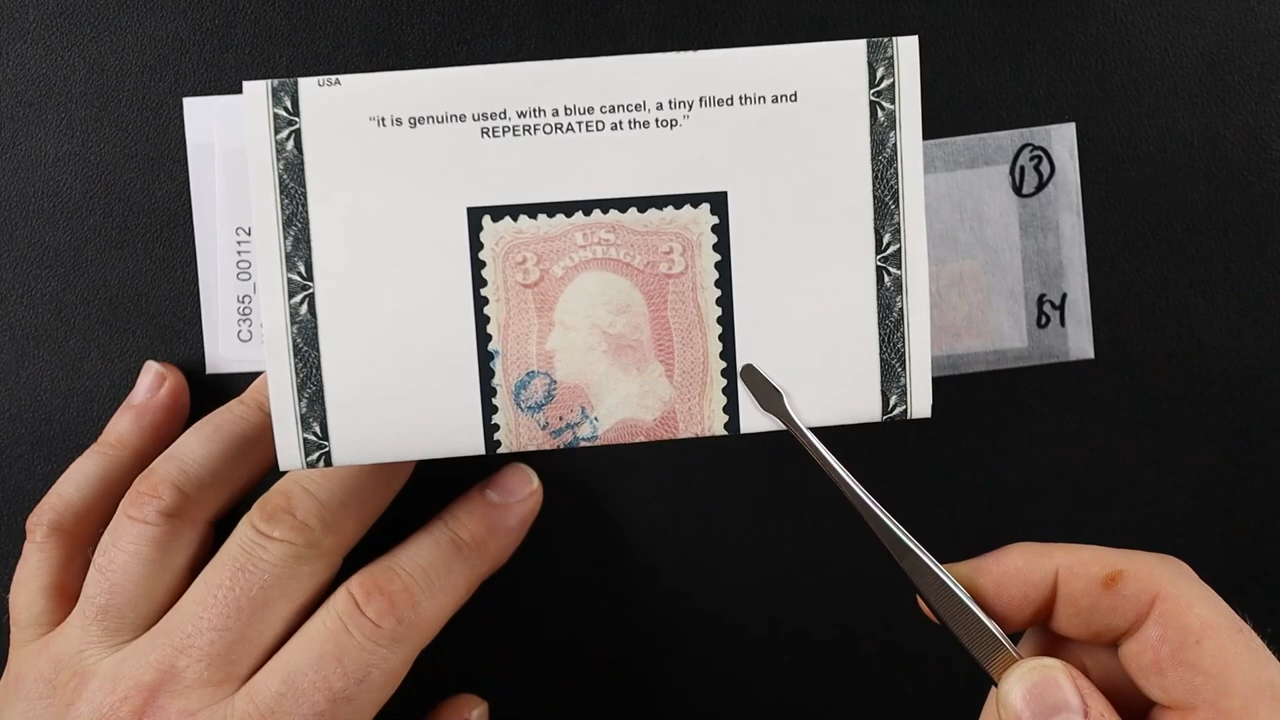 USA
“it is genuine used, with a blue cancel, a tiny filled thin and
REPERFORATED at the top.”
U.S.
POSTAGE
3 3
C365_00112
13
64